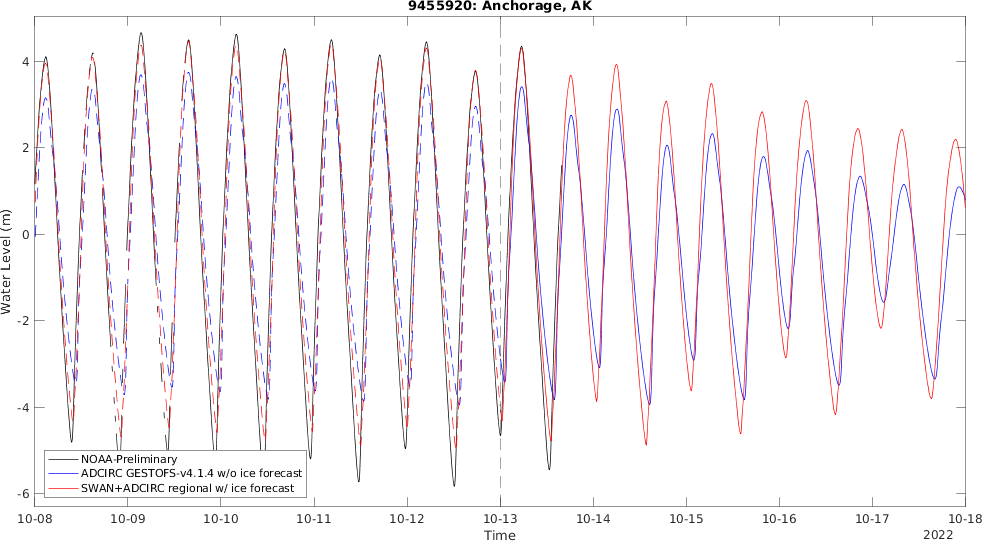 9455920: Anchorage, AK
Water Level (m)
4
2
0
-2
-4
-6
NOAA-Preliminary
ADCIRC GESTOFS-v4.1.4 w/o ice forecast
SWAN+ADCIRC regional w/ ice forecast
10-08 10-09 10-10 10-11 10-12 10-13 10-14 10-15 10-16 10-17 10-18
Time
2022